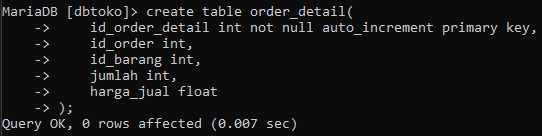 MariaDB [dbtoko]> create table order_detail(
    ->     id_order_detail int not null auto_increment primary key,
    ->     id_order int,
    ->     id_barang int,
    ->     jumlah int,
    ->     harga_jual float
    -> );
Query OK, 0 rows affected (0.007 sec)